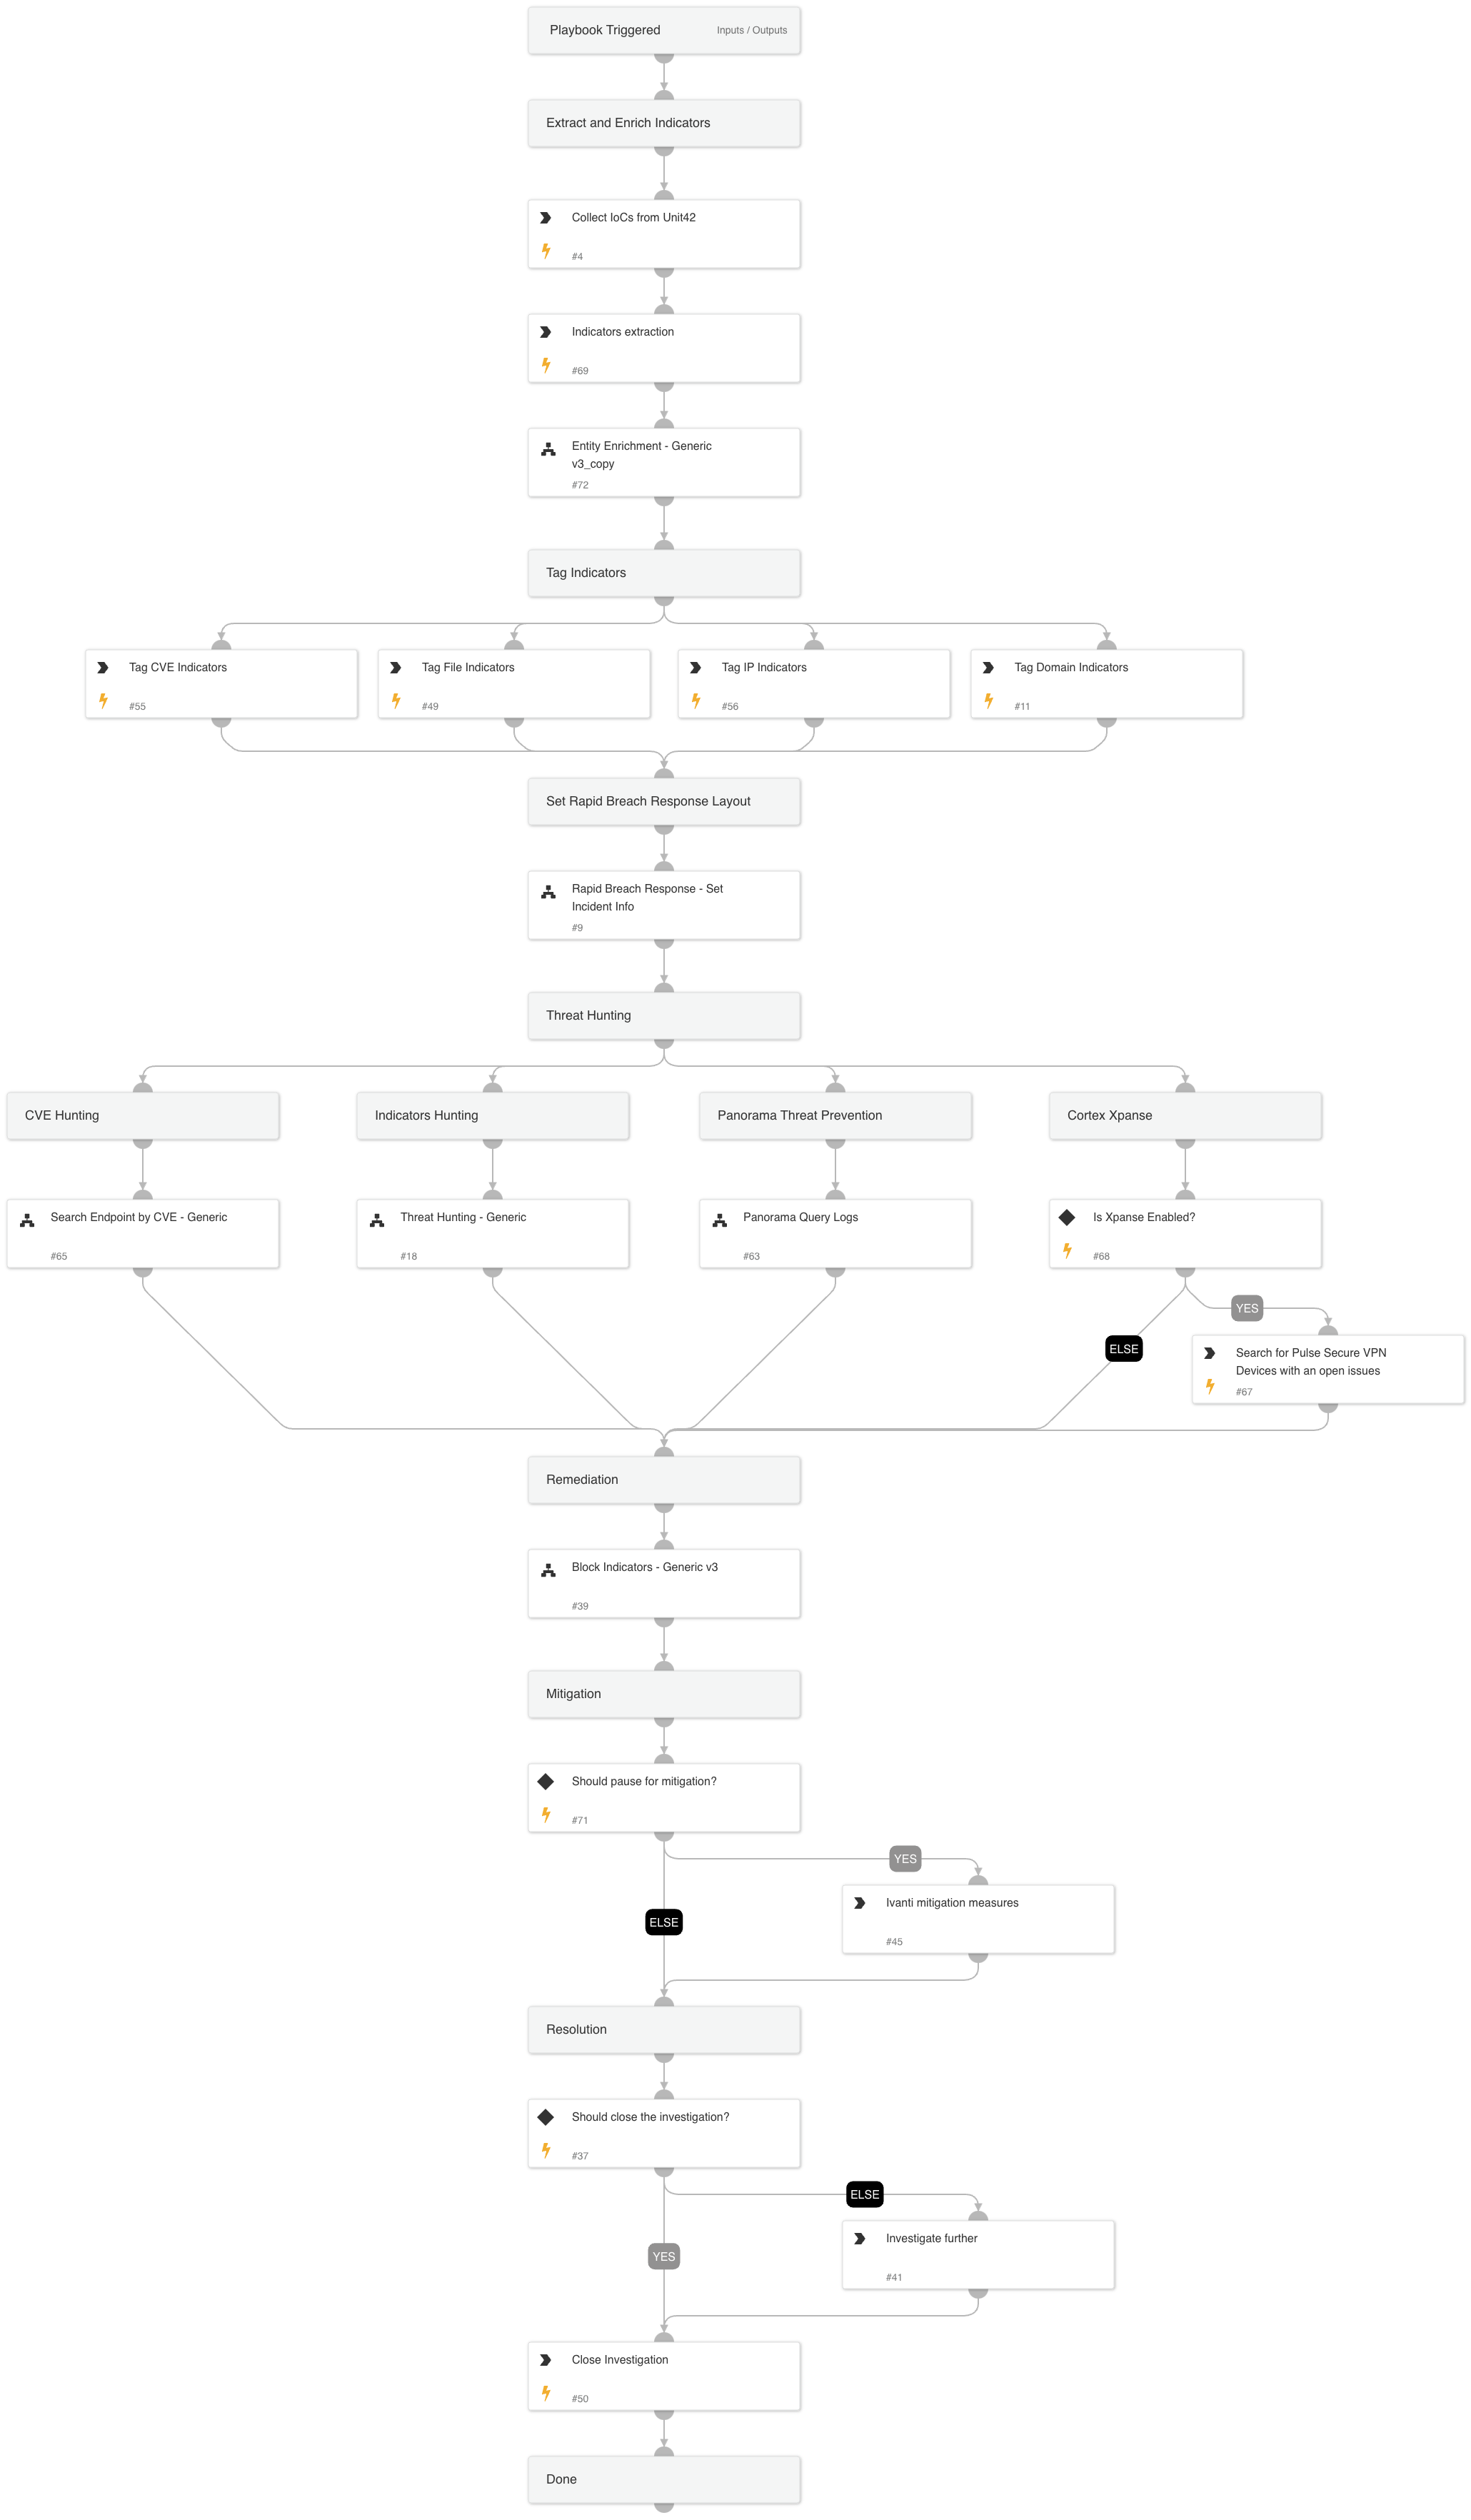 Playbook Triggered
Inputs / Outputs
Extract and Enrich Indicators
Collect IoCs from Unit42
#4
Indicators extraction
#69
Entity Enrichment - Generic
v3_copy
#72
Tag Indicators
Tag CVE Indicators
#55
Tag File Indicators
#49
Tag IP Indicators
#56
Tag Domain Indicators
#11
Set Rapid Breach Response Layout
Rapid Breach Response - Set
Incident Info
#9
Threat Hunting
CVE Hunting
Indicators Hunting
Panorama Threat Prevention
Cortex Xpanse
Search Endpoint by CVE - Generic
#65
Threat Hunting - Generic
#18
Panorama Query Logs
#63
Is Xpanse Enabled?
#68
YES
ELSE
Search for Pulse Secure VPN
Devices with an open issues
#67
Remediation
Block Indicators - Generic v3
#39
Mitigation
Should pause for mitigation?
#71
YES
Ivanti mitigation measures
#45
ELSE
Resolution
Should close the investigation?
#37
ELSE
Investigate further
#41
YES
Close Investigation
#50
Done